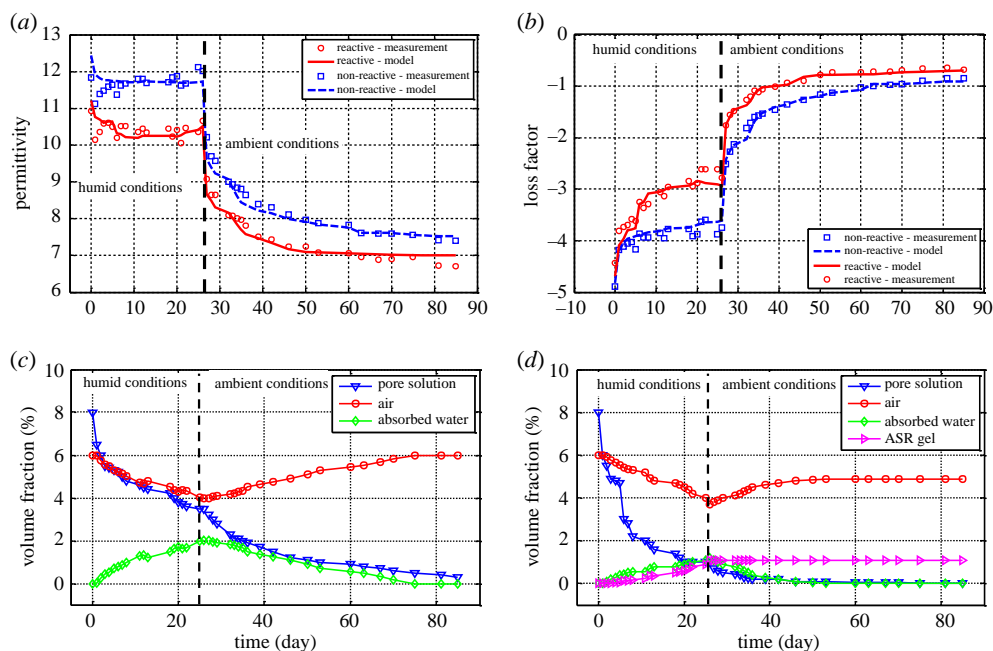 (a)
permittivity
13
12
11
10
9
8
7
6
humid conditions
ambient conditions
reactive - measurement
reactive - model
non-reactive - measurement
non-reactive - model
0 10 20 30 40 50 60 70 80 90
(b)
loss factor
0
−1
−2
−3
−4
−5
humid conditions
ambient conditions
non-reactive - measurement
non-reactive - model
reactive - model
reactive - measurement
−10 0 10 20 30 40 50 60 70 80 90
(c)
volume fraction (%)
10
8
6
4
2
0
humid conditions
ambient conditions
pore solution
air
absorbed water
0 20 40 60 80
time (day)
(d)
volume fraction (%)
10
8
6
4
2
0
humid conditions
ambient conditions
pore solution
air
absorbed water
ASR gel
0 20 40 60 80
time (day)